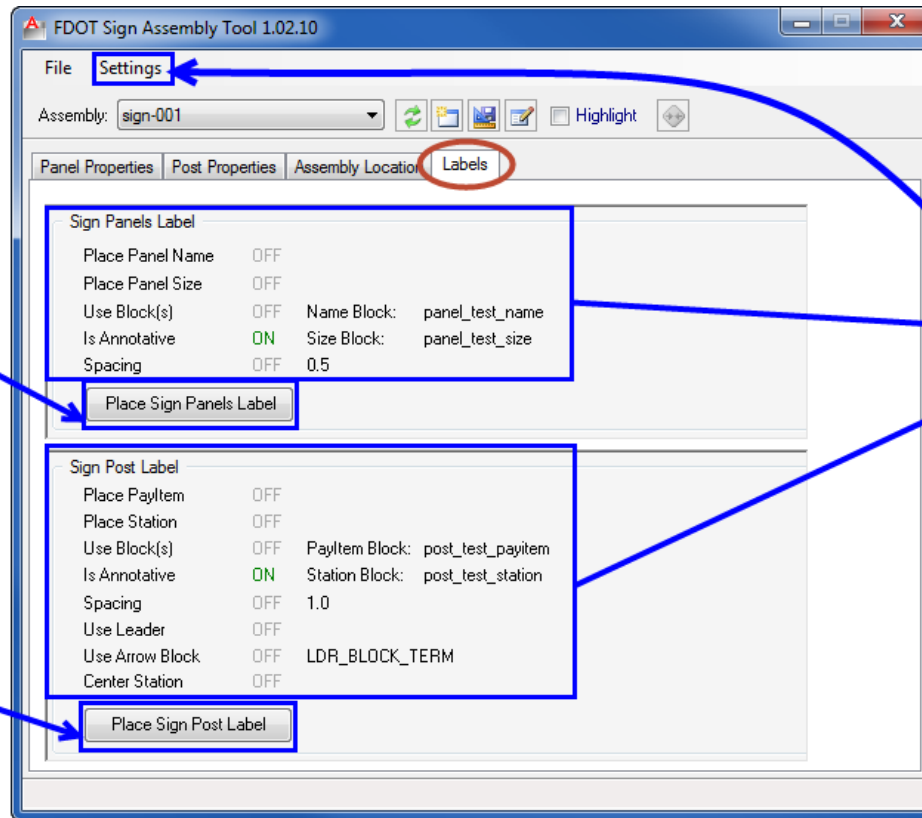 FDOT Sign Assembly Tool 1.02.10
File Settings
Assembly: sign-001 Highlight
Panel Properties Post Properties Assembly Location Labels
Sign Panels Label
Place Panel Name OFF
Place Panel Size OFF
Use Block(s) OFF Name Block: panel_test_name
Is Annotative ON Size Block: panel_test_size
Spacing OFF 0.5
Place Sign Panels Label
Sign Post Label
Place PayItem OFF
Place Station OFF
Use Block(s) OFF PayItem Block: post_test_payitem
Is Annotative ON Station Block: post_test_station
Spacing OFF 1.0
Use Leader OFF
Use Arrow Block OFF LDR_BLOCK_TERM
Center Station OFF
Place Sign Post Label